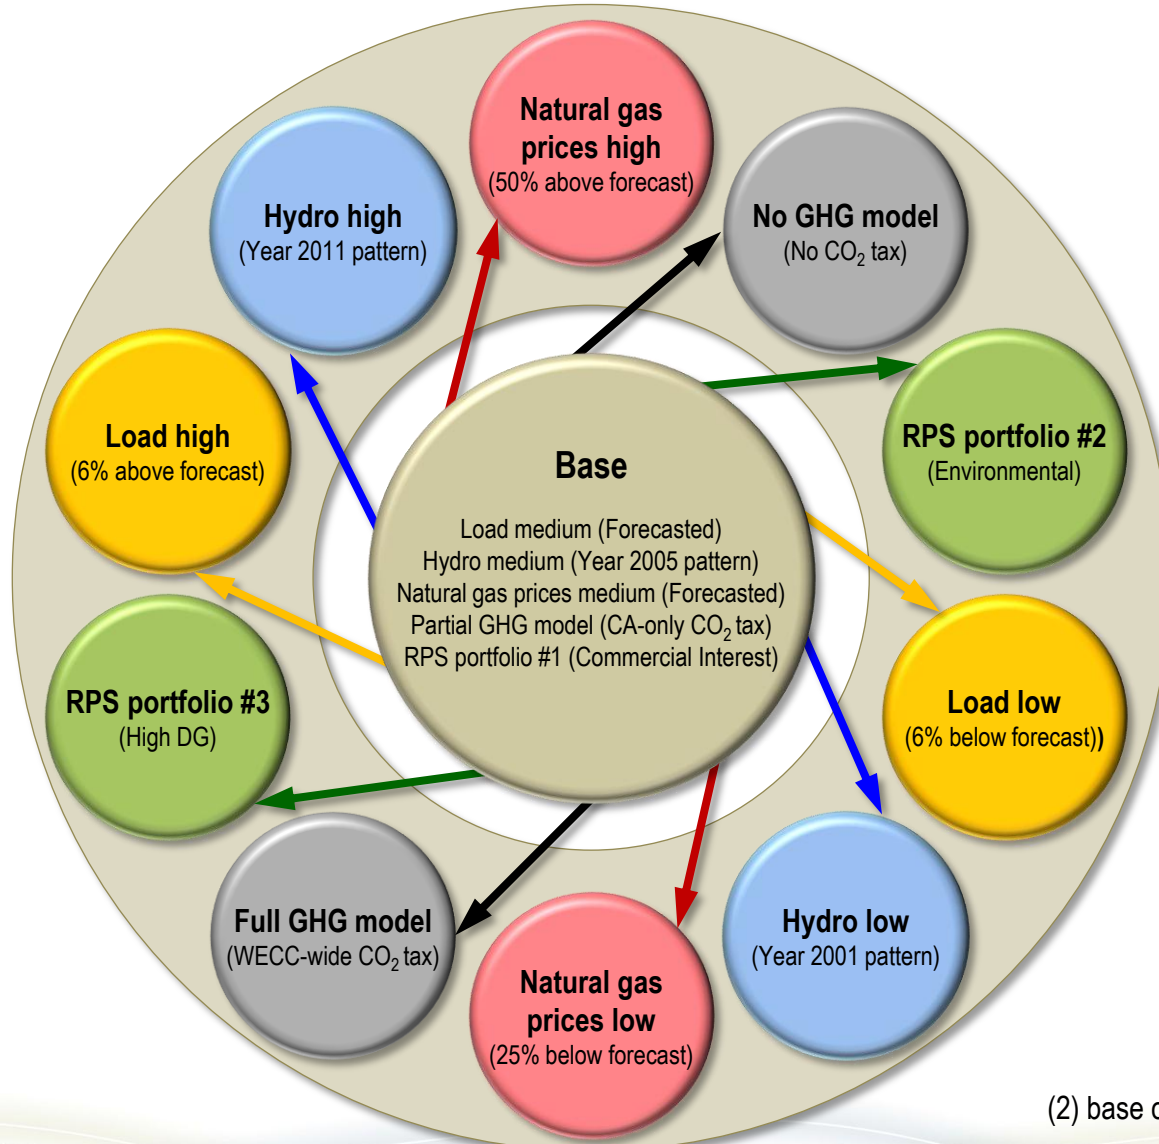 Natural gas
prices high
(50% above forecast)
No GHG model
(No CO₂ tax)
Hydro high
(Year 2011 pattern)
RPS portfolio #2
(Environmental)
Load high
(6% above forecast)
Base
Load medium (Forecasted)
Hydro medium (Year 2005 pattern)
Natural gas prices medium (Forecasted)
Partial GHG model (CA-only CO₂ tax)
RPS portfolio #1 (Commercial Interest)
RPS portfolio #3
(High DG)
Load low
(6% below forecast))
Full GHG model
(WECC-wide CO₂ tax)
Hydro low
(Year 2001 pattern)
Natural gas
prices low
(25% below forecast)
(2) base